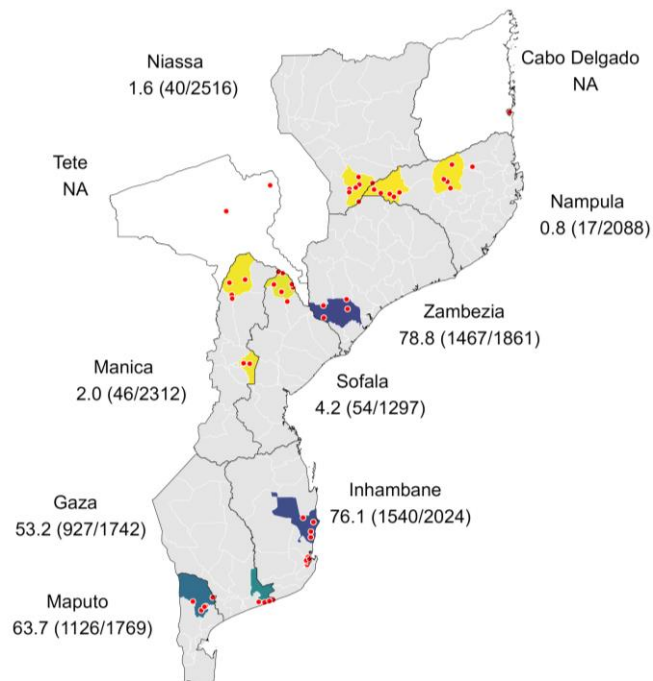 Niassa
1.6 (40/2516)
Cabo Delgado
NA
Tete
NA
Nampula
0.8 (17/2088)
Zambezia
78.8 (1467/1861)
Manica
2.0 (46/2312)
Sofala
4.2 (54/1297)
Gaza
53.2 (927/1742)
Inhambane
76.1 (1540/2024)
Maputo
63.7 (1126/1769)